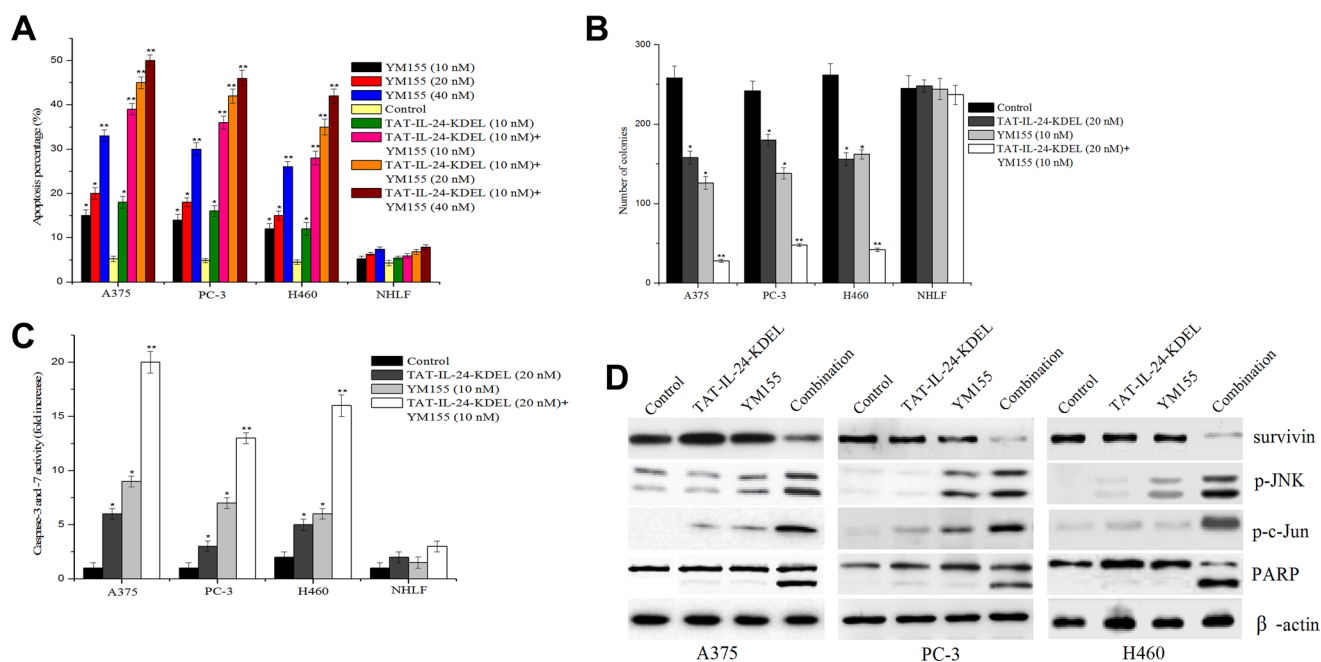 A
Apoptosis percentage (%)
50
40
30
20
10
0
** ** ** ** ** ** ** ** ** ** ** **
* * * * * * * * *
YM155 (10 nM)
YM155 (20 nM)
YM155 (40 nM)
Control
TAT-IL-24-KDEL (10 nM)
TAT-IL-24-KDEL (10 nM)+
YM155 (10 nM)
TAT-IL-24-KDEL (10 nM)+
YM155 (20 nM)
TAT-IL-24-KDEL (10 nM)+
YM155 (40 nM)
A375 PC-3 H460 NHLF
B
Number of colonies
300
200
100
0
* * * * * *
** ** **
Control
TAT-IL-24-KDEL (20 nM)
YM155 (10 nM)
TAT-IL-24-KDEL (20 nM)+
YM155 (10 nM)
A375 PC-3 H460 NHLF
C
Caspase-3 and -7 activity (fold increase)
20
15
10
5
0
** ** **
* * * * * *
Control
TAT-IL-24-KDEL (20 nM)
YM155 (10 nM)
TAT-IL-24-KDEL (20 nM)+
YM155 (10 nM)
A375 PC-3 H460 NHLF
D
Control TAT-IL-24-KDEL YM155 Combination
Control TAT-IL-24-KDEL YM155 Combination
Control TAT-IL-24-KDEL YM155 Combination
survivin
p-JNK
p-c-Jun
PARP
β -actin
A375 PC-3 H460